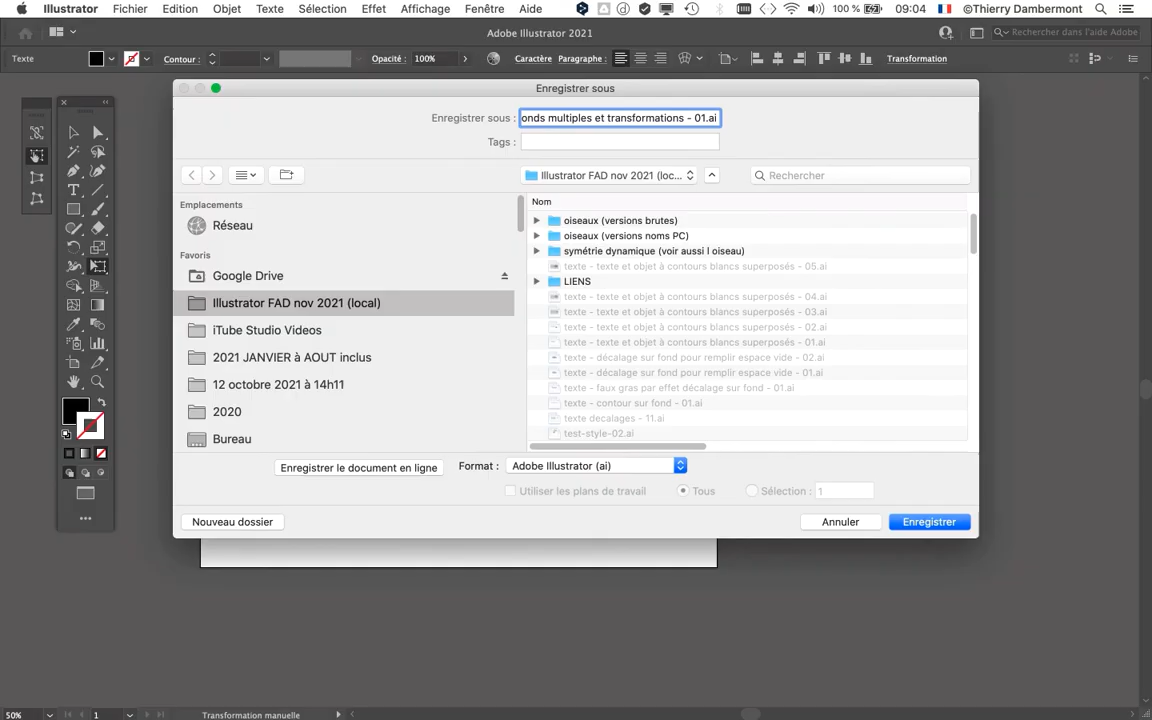 Illustrator Fichier Edition Objet Texte Sélection Effet Affichage Fenêtre Aide 100 % 09:04 ©Thierry Dambermont
Adobe Illustrator 2021 Rechercher dans l'aide Adobe
Texte Contour : Opacité : 100% Caractère Paragraphe : Transformation
Enregistrer sous
Enregistrer sous : onds multiples et transformations - 01.ai
Tags :
Illustrator FAD nov 2021 (loc... Rechercher
Emplacements
Réseau
Favoris
Google Drive
Illustrator FAD nov 2021 (local)
iTube Studio Videos
2021 JANVIER à AOUT inclus
12 octobre 2021 à 14h11
2020
Bureau
Nom
oiseaux (versions brutes)
oiseaux (versions noms PC)
symétrie dynamique (voir aussi l oiseau)
texte - texte et objet à contours blancs superposés - 05.ai
LIENS
texte - texte et objet à contours blancs superposés - 04.ai
texte - texte et objet à contours blancs superposés - 03.ai
texte - texte et objet à contours blancs superposés - 02.ai
texte - texte et objet à contours blancs superposés - 01.ai
texte - décalage sur fond pour remplir espace vide - 02.ai
texte - décalage sur fond pour remplir espace vide - 01.ai
texte - faux gras par effet décalage sur fond - 01.ai
texte - contour sur fond - 01.ai
texte decalages - 11.ai
test-style-02.ai
Enregistrer le document en ligne Format : Adobe Illustrator (ai)
Utiliser les plans de travail Tous Sélection : 1
Nouveau dossier Annuler Enregistrer
50% 1 Transformation manuelle